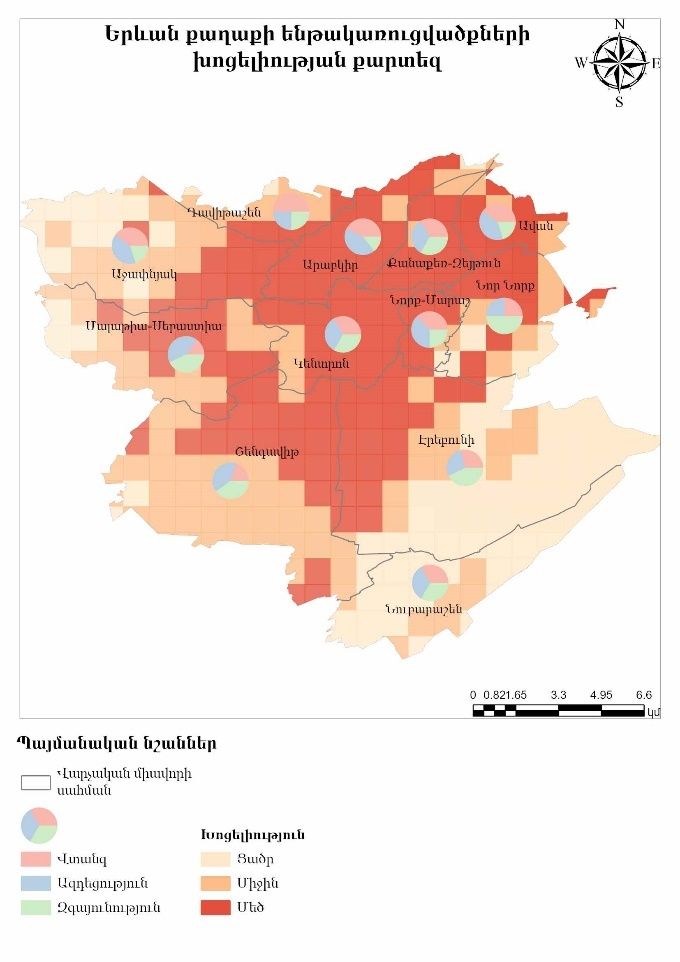 Երևան քաղաքի ենթակառուցվածքների
խոցելիության քարտեզ
N
W E
S
Դավիթաշեն
Ավան
Աջափնյակ
Արաբկիր
Քանաքեռ-Զեյթուն
Նոր Նորք
Նորք-Մարաշ
Մալաթիա-Սեբաստիա
Կենտրոն
Էրեբունի
Շենգավիթ
Նուբարաշեն
0 0.821.65 3.3 4.95 6.6
կմ
Պայմանական նշաններ
Վարչական միավորի
սահման
Խոցելիություն
Վտանգ
Ցածր
Ազդեցություն
Միջին
Զգայունություն
Մեծ